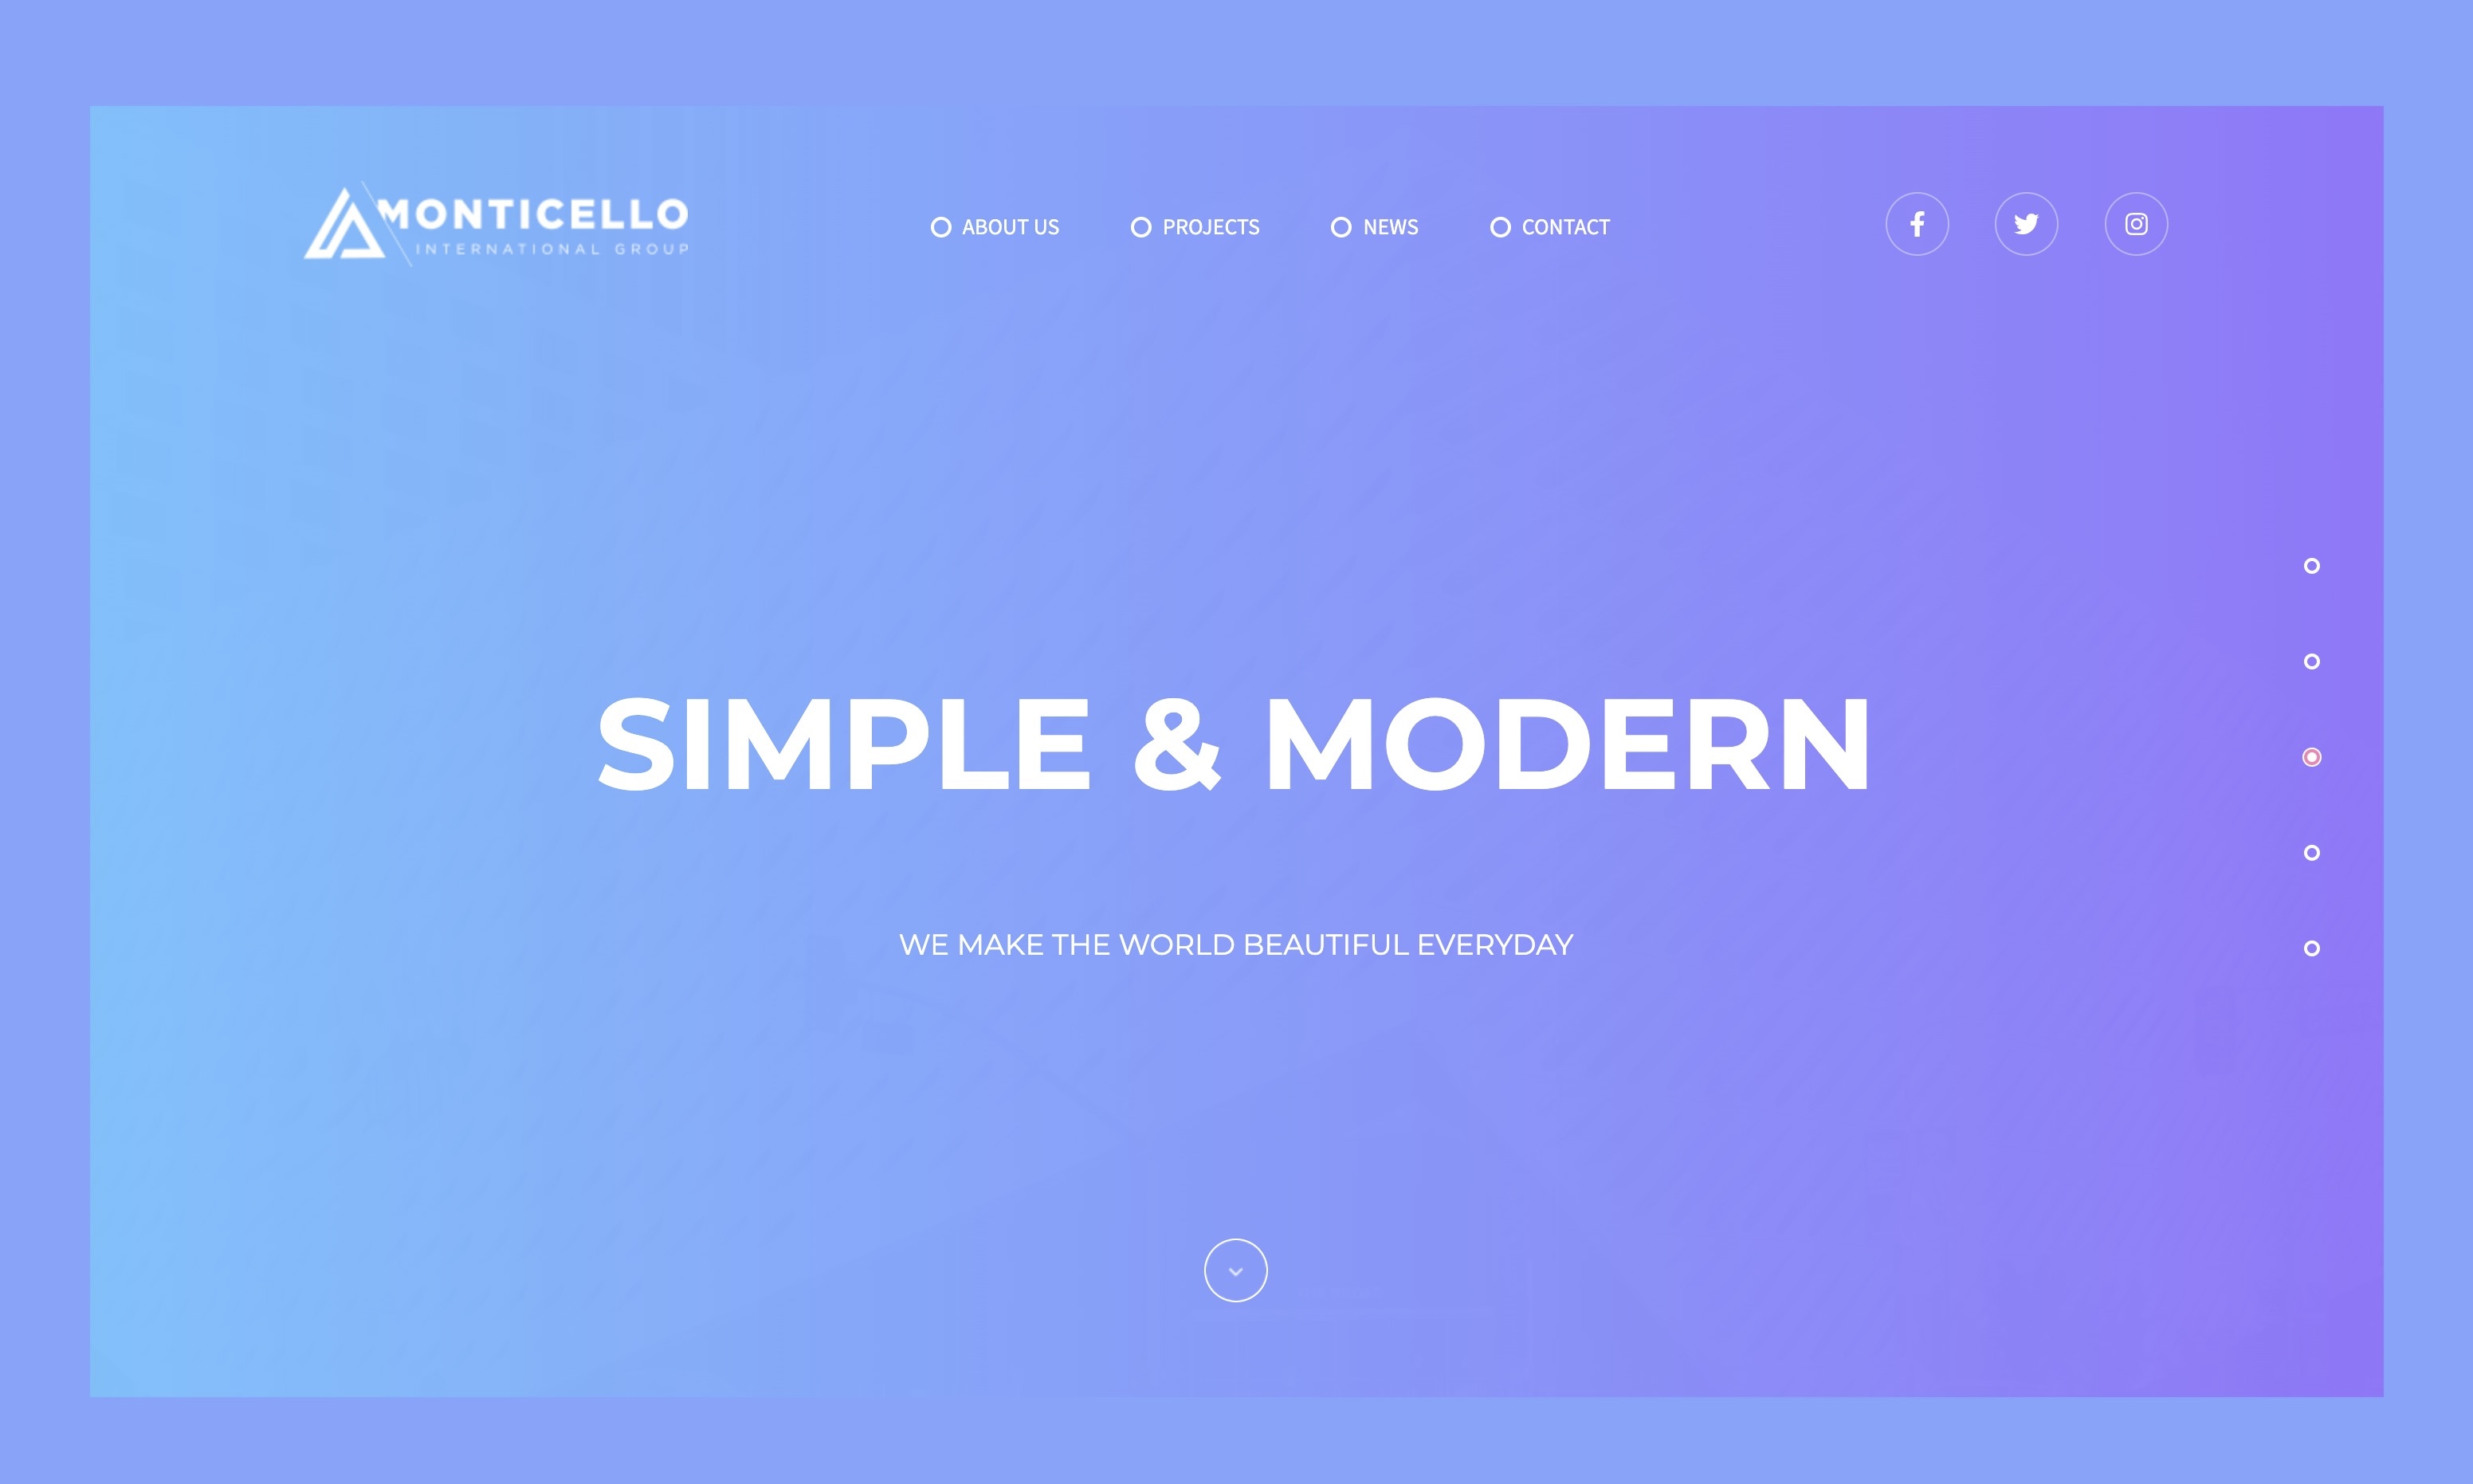 MONTICELLO
INTERNATIONAL GROUP
ABOUT US
PROJECTS
NEWS
CONTACT
SIMPLE & MODERN
WE MAKE THE WORLD BEAUTIFUL EVERYDAY